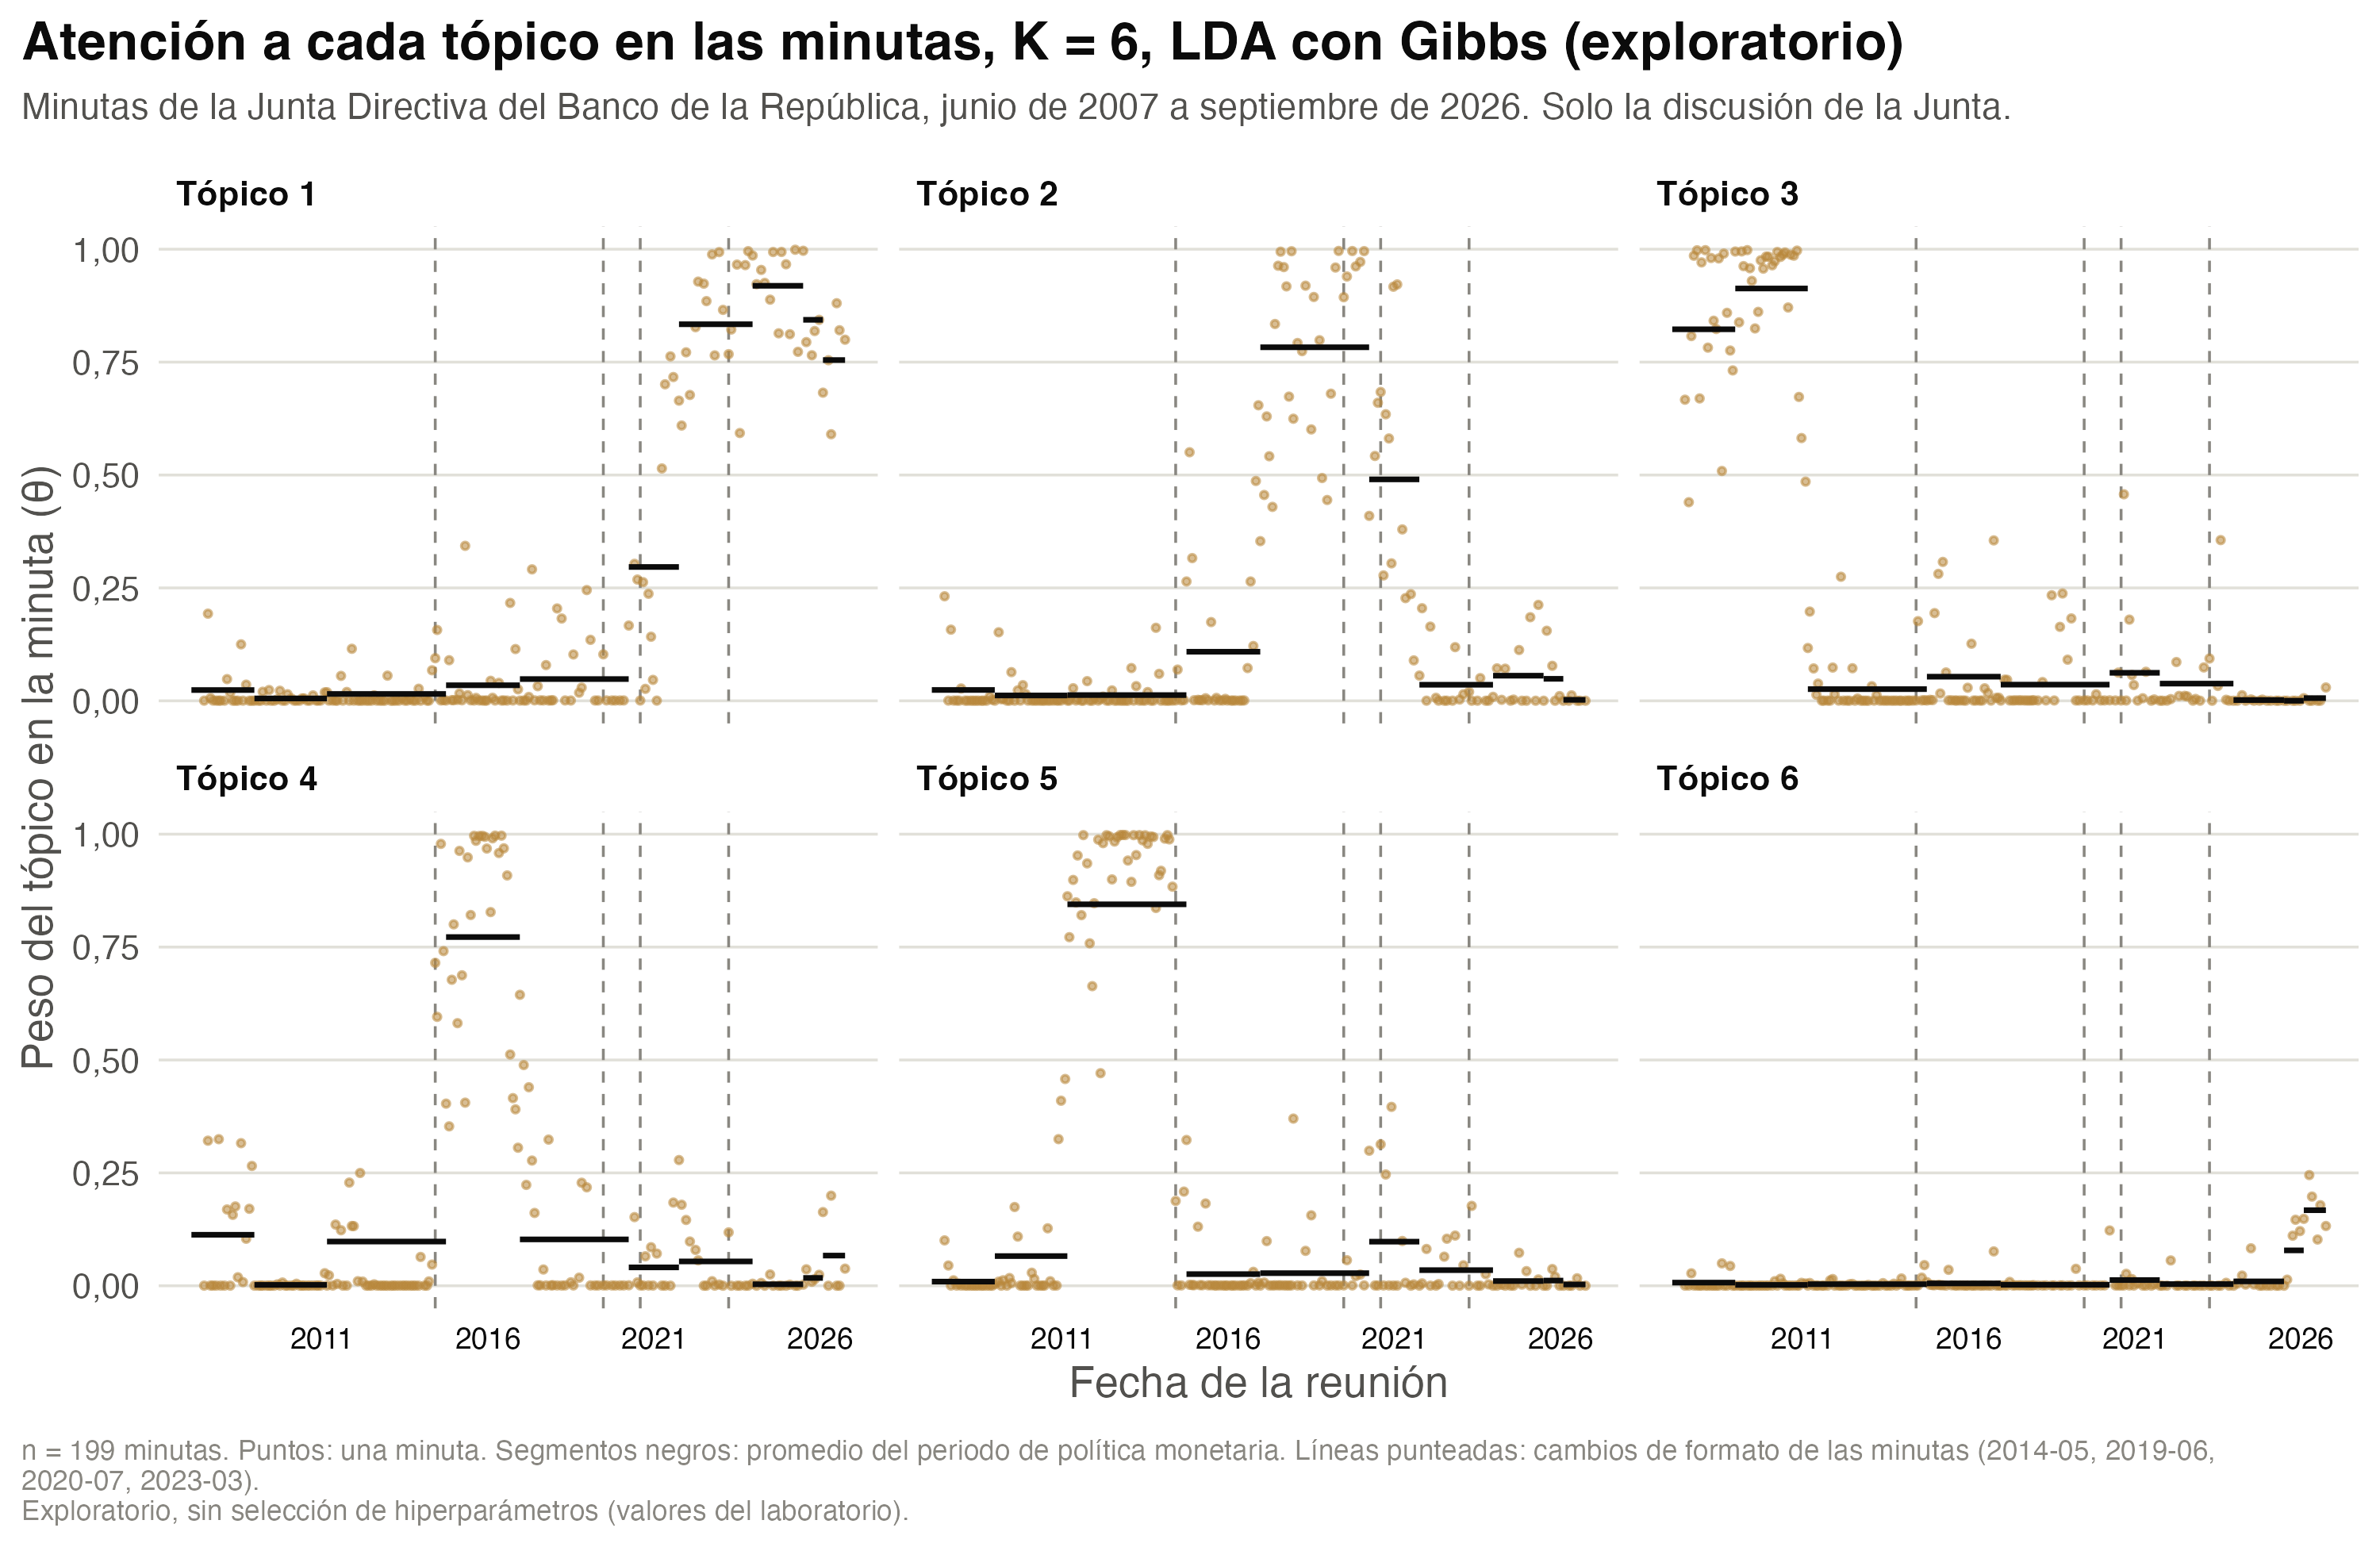 Atención a cada tópico en las minutas, K = 6, LDA con Gibbs (exploratorio)
Minutas de la Junta Directiva del Banco de la República, junio de 2007 a septiembre de 2026. Solo la discusión de la Junta.
Tópico 1
Tópico 2
Tópico 3
1,00
0,75
0,50
0,25
0,00
Peso del tópico en la minuta (θ)
Tópico 4
Tópico 5
Tópico 6
1,00
0,75
0,50
0,25
0,00
2011 2016 2021 2026
2011 2016 2021 2026
2011 2016 2021 2026
Fecha de la reunión
n = 199 minutas. Puntos: una minuta. Segmentos negros: promedio del periodo de política monetaria. Líneas punteadas: cambios de formato de las minutas (2014-05, 2019-06,
2020-07, 2023-03).
Exploratorio, sin selección de hiperparámetros (valores del laboratorio).